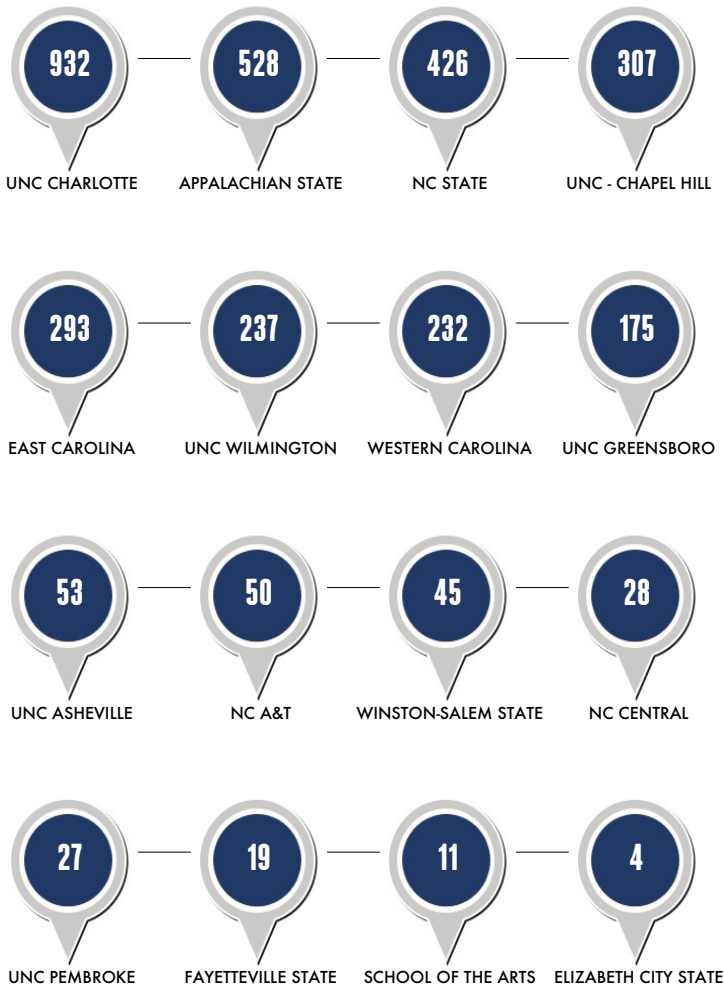 932 528 426 307
UNC CHARLOTTE APPALACHIAN STATE NC STATE UNC - CHAPEL HILL
293 237 232 175
EAST CAROLINA UNC WILMINGTON WESTERN CAROLINA UNC GREENSBORO
53 50 45 28
UNC ASHEVILLE NC A&T WINSTON-SALEM STATE NC CENTRAL
27 19 11 4
UNC PEMBROKE FAYETTEVILLE STATE SCHOOL OF THE ARTS ELIZABETH CITY STATE